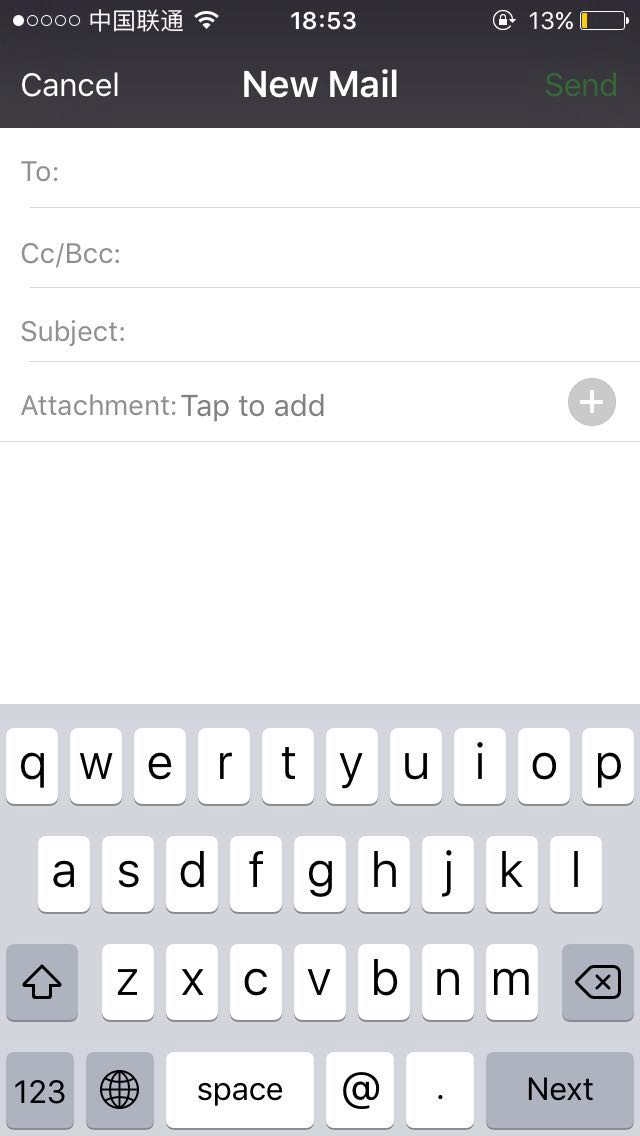 中国联通 18:53 13%
Cancel New Mail Send
To:
Cc/Bcc:
Subject:
Attachment: Tap to add
q w e r t y u i o p
a s d f g h j k l
z x c v b n m
123 space @ . Next